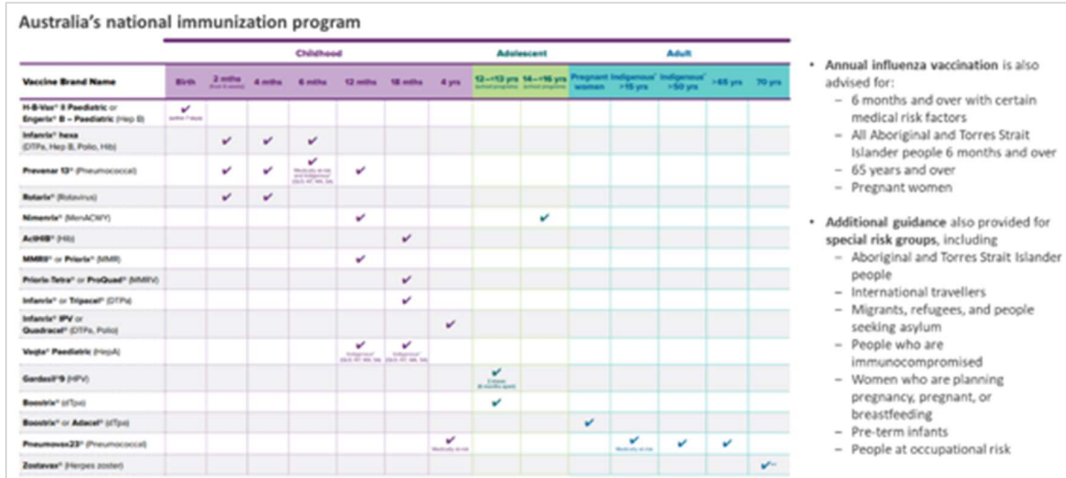 Australia's national immunization program
Childhood
Adolescent
Adult
Vaccine Brand Name
Birth
2 mths
4 mths
6 mths
12 mths
18 mths
4 yrs
12–<13 yrs
14–<16 yrs
Pregnant women
Indigenous >15 yrs
Indigenous >50 yrs
>65 yrs
70 yrs
H-B-Vax® II Paediatric or
Engerix® B – Paediatric (Hep B)
Infanrix® hexa
(DTPa, Hep B, Polio, Hib)
Prevenar 13® (Pneumococcal)
Rotarix® (Rotavirus)
Nimenrix® (MenACWY)
ActHIB® (Hib)
MMRII® or Priorix® (MMR)
Priorix-Tetra® or ProQuad® (MMRV)
Infanrix® or Tripacel® (DTPa)
Infanrix® IPV or
Quadracel® (DTPa, Polio)
Vaqta® Paediatric (HepA)
Gardasil®9 (HPV)
Boostrix® (dTpa)
Boostrix® or Adacel® (dTpa)
Pneumovax23® (Pneumococcal)
Medically at risk
Medically at risk
Zostavax® (Herpes zoster)
• Annual influenza vaccination is also
advised for:
– 6 months and over with certain
medical risk factors
– All Aboriginal and Torres Strait
Islander people 6 months and over
– 65 years and over
– Pregnant women
• Additional guidance also provided for
special risk groups, including
– Aboriginal and Torres Strait Islander
people
– International travellers
– Migrants, refugees, and people
seeking asylum
– People who are
immunocompromised
– Women who are planning
pregnancy, pregnant, or
breastfeeding
– Pre-term infants
– People at occupational risk